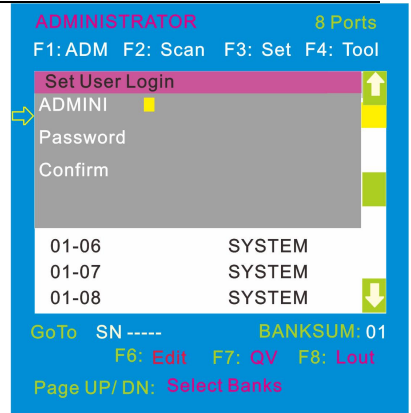 ADMINISTRATOR 8 Ports
F1: ADM F2: Scan F3: Set F4: Tool
Set User Login
ADMINI
Password
Confirm
01-06 SYSTEM
01-07 SYSTEM
01-08 SYSTEM
GoTo SN ----- BANKSUM: 01
F6: Edit F7: QV F8: Lout
Page UP/ DN: Select Banks